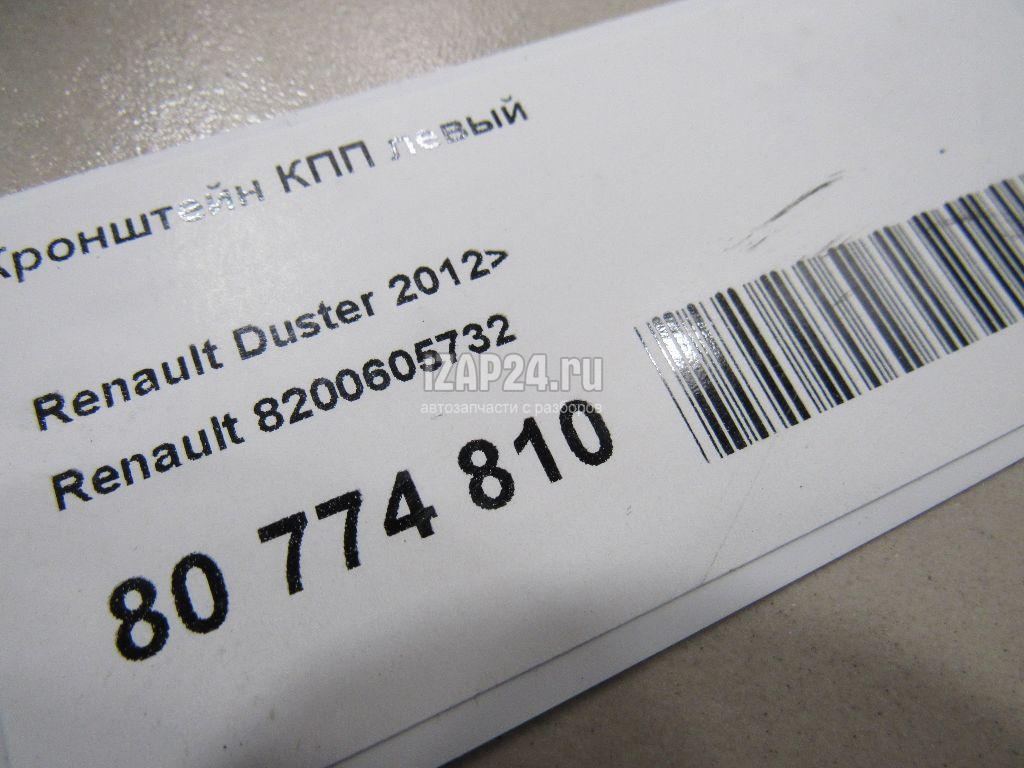 Кронштейн КПП левый
Renault Duster 2012>
Renault 8200605732
IZAP24.ru
автозапчасти с разборов
80 774 810